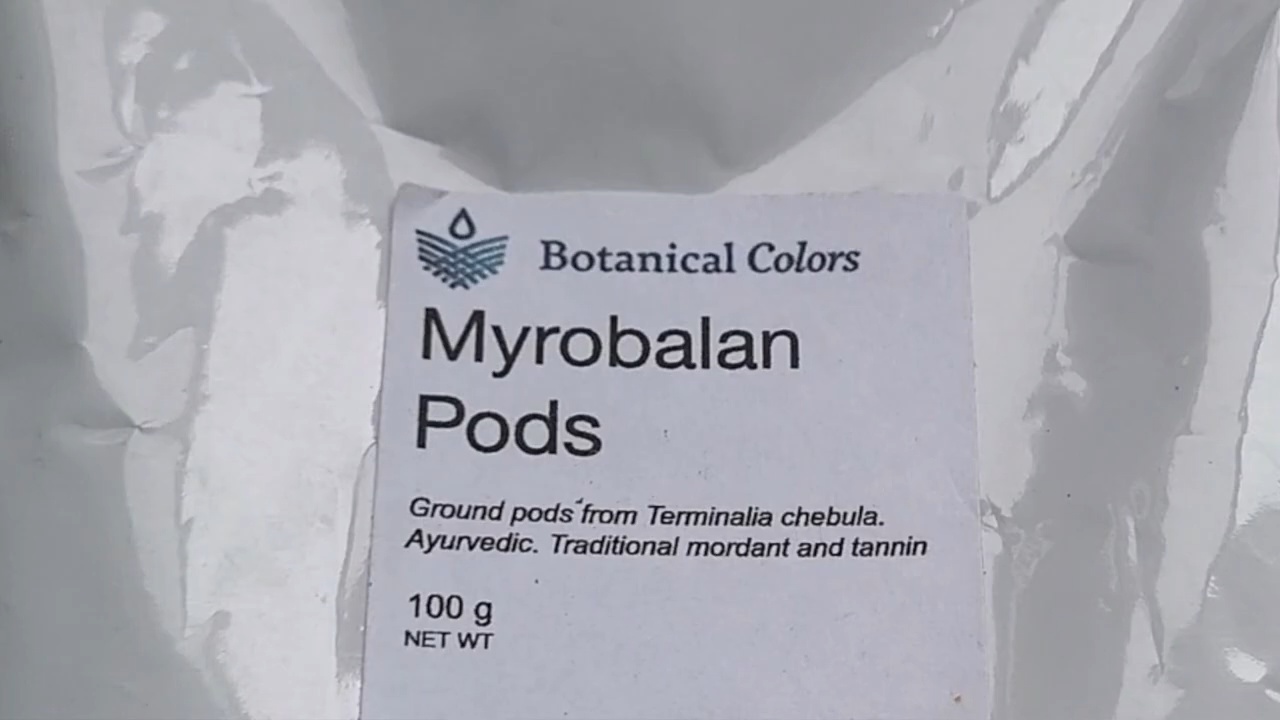 Botanical Colors
Myrobalan
Pods
Ground pods from Terminalia chebula.
Ayurvedic. Traditional mordant and tannin
100 g
NET WT